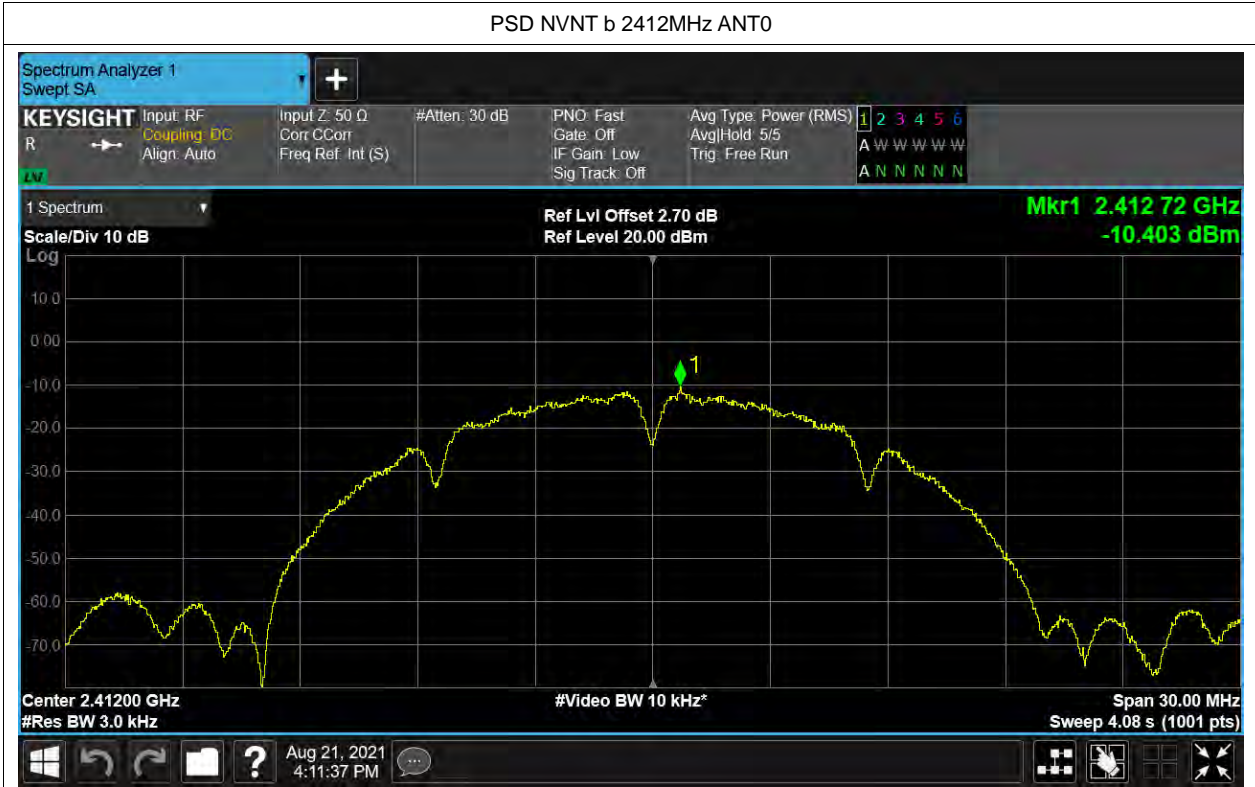 PSD NVNT b 2412MHz ANT0
Spectrum Analyzer 1
Swept SA
KEYSIGHT
R
LXI
Input: RF
Coupling: DC
Align: Auto
Input Z: 50 Ω
Corr CCorr
Freq Ref: Int (S)
#Atten: 30 dB
PNO: Fast
Gate: Off
IF Gain: Low
Sig Track: Off
Avg Type: Power (RMS)
Avg|Hold: 5/5
Trig: Free Run
1 2 3 4 5 6
A W W W W W
A N N N N N
1 Spectrum
Scale/Div 10 dB
Log
Ref Lvl Offset 2.70 dB
Ref Level 20.00 dBm
Mkr1 2.412 72 GHz
-10.403 dBm
10.0
0.00
-10.0
-20.0
-30.0
-40.0
-50.0
-60.0
-70.0
1
Center 2.41200 GHz
#Res BW 3.0 kHz
#Video BW 10 kHz*
Span 30.00 MHz
Sweep 4.08 s (1001 pts)
?
Aug 21, 2021
4:11:37 PM